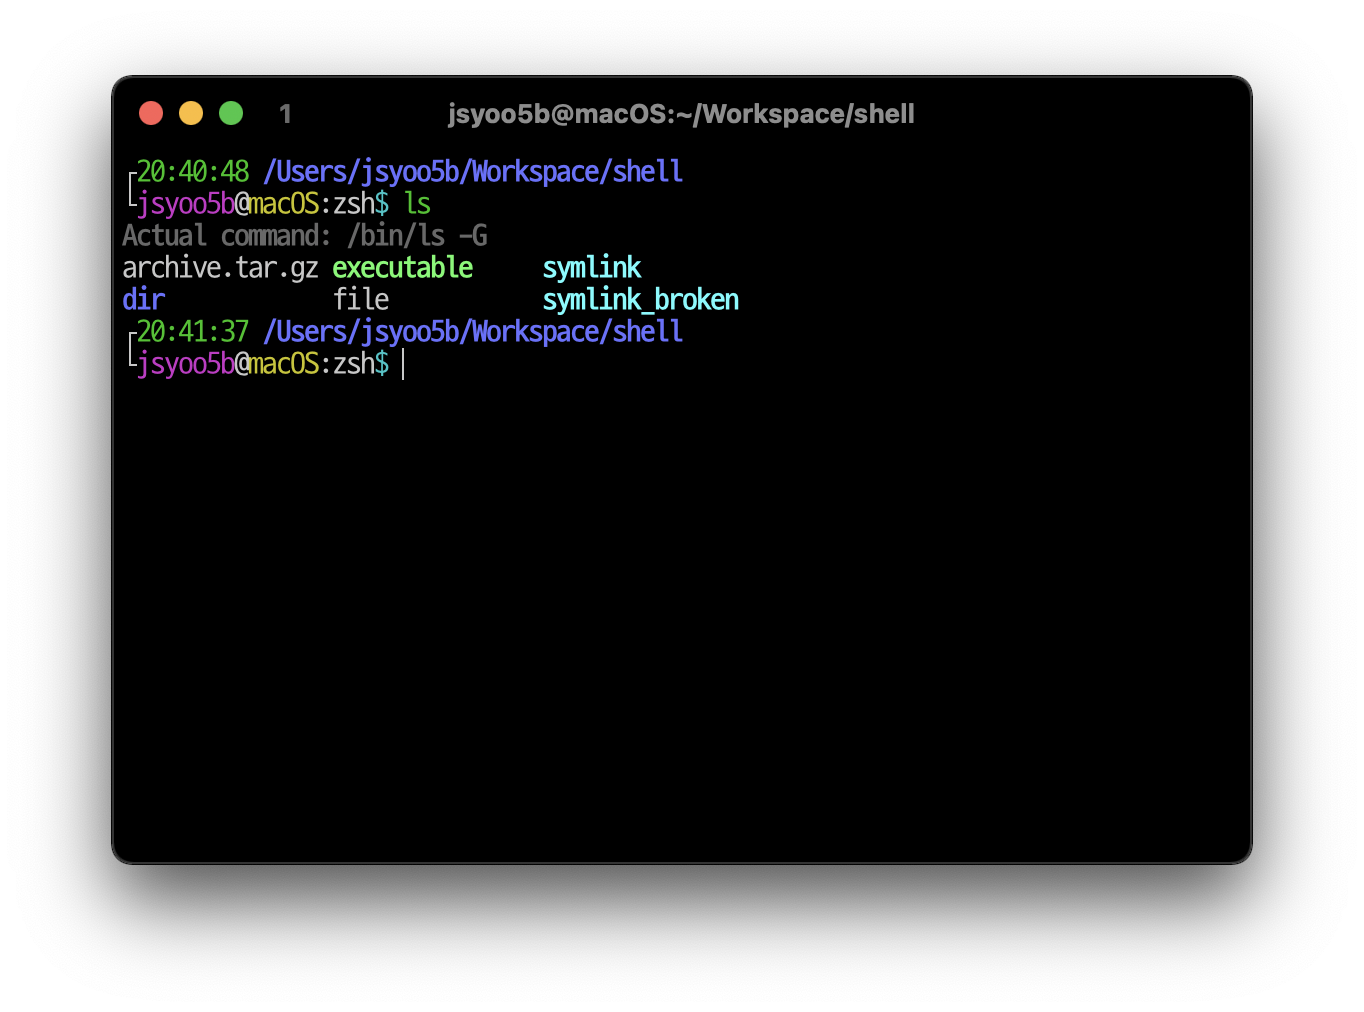 1 jsyoo5b@macOS:~/Workspace/shell
┌20:40:48 /Users/jsyoo5b/Workspace/shell
└jsyoo5b@macOS:zsh$ ls
Actual command: /bin/ls -G
archive.tar.gz executable     symlink
dir            file           symlink_broken
┌20:41:37 /Users/jsyoo5b/Workspace/shell
└jsyoo5b@macOS:zsh$